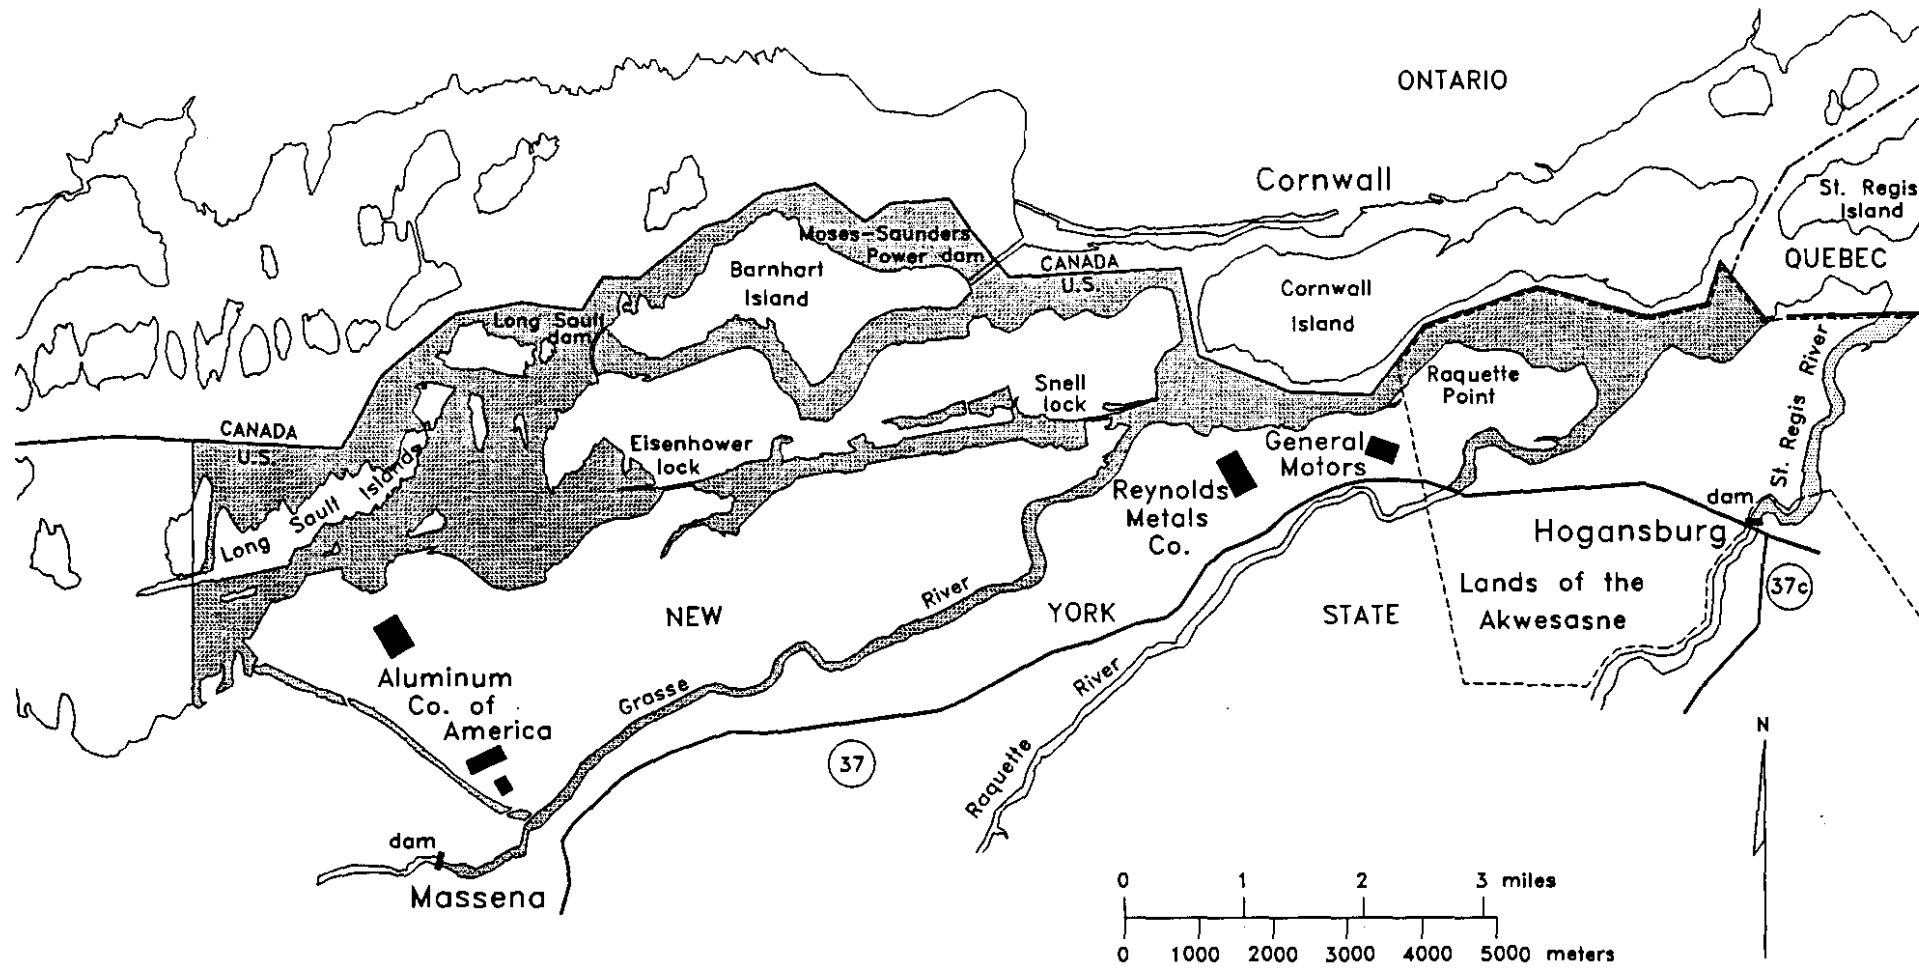 ONTARIO
Cornwall
St. Regis
Island
QUEBEC
Moses-Saunders
Power dam
CANADA
U.S.
Barnhart
Island
Cornwall
Island
Long Sault
dam
Raquette
Point
Snell
lock
St. Regis River
CANADA
U.S.
Eisenhower
lock
General
Motors
Long Sault Islands
Reynolds
Metals
Co.
dam
Hogansburg
Lands of the
Akwesasne
37c
NEW YORK STATE
River
Aluminum
Co. of
America
Grasse
River
Raquette
37
N
dam
Massena
0 1 2 3 miles
0 1000 2000 3000 4000 5000 meters